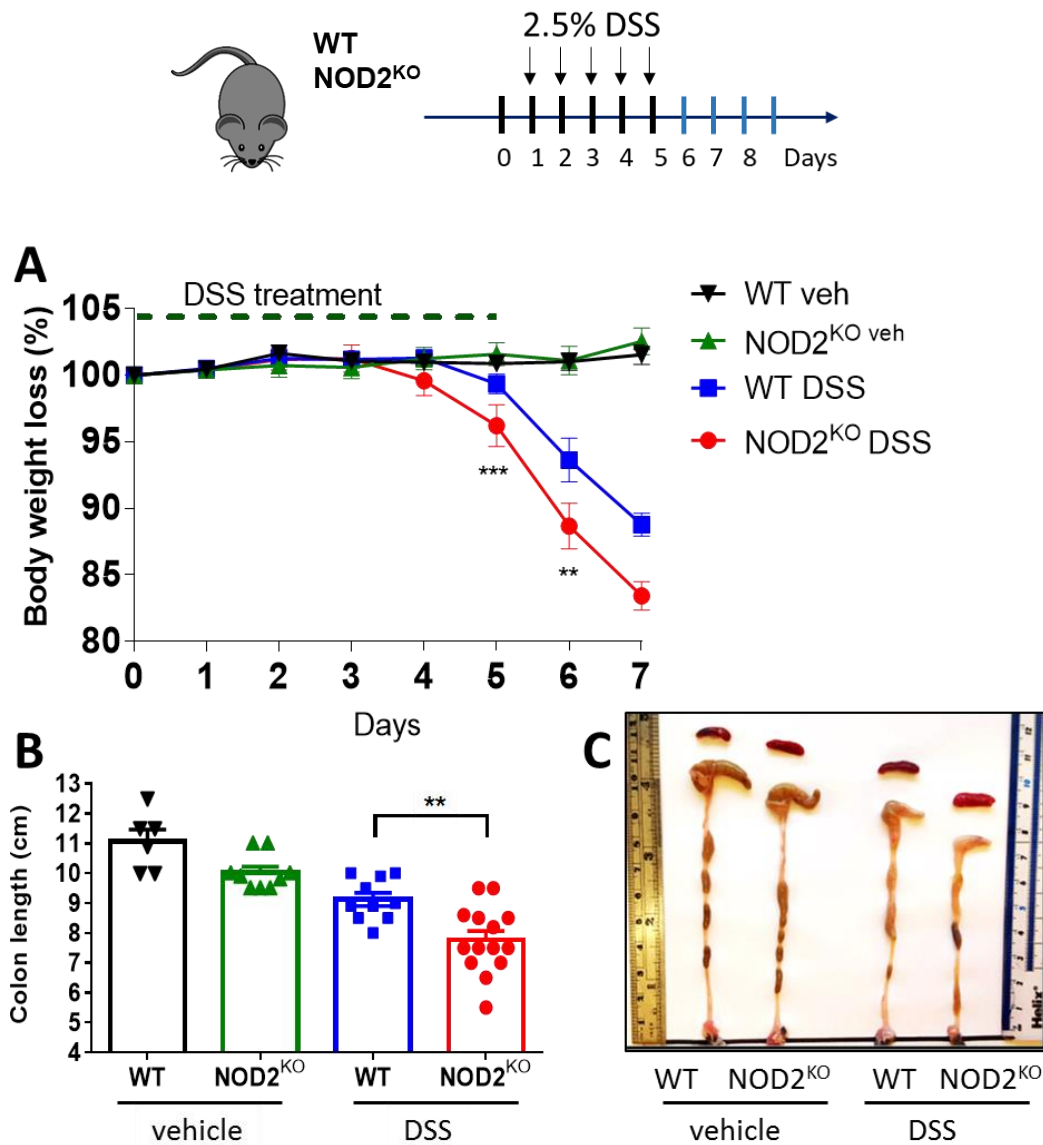 2.5% DSS
WT
NOD2KO
0 1 2 3 4 5 6 7 8 Days
A
DSS treatment
Body weight loss (%)
105
100
95
90
85
80
0 1 2 3 4 5 6 7
Days
WT veh
NOD2KO veh
WT DSS
NOD2KO DSS
***
**
B
Colon length (cm)
13
12
11
10
9
8
7
6
5
4
**
WT NOD2KO WT NOD2KO
vehicle DSS
C
Helix
WT NOD2KO WT NOD2KO
vehicle DSS